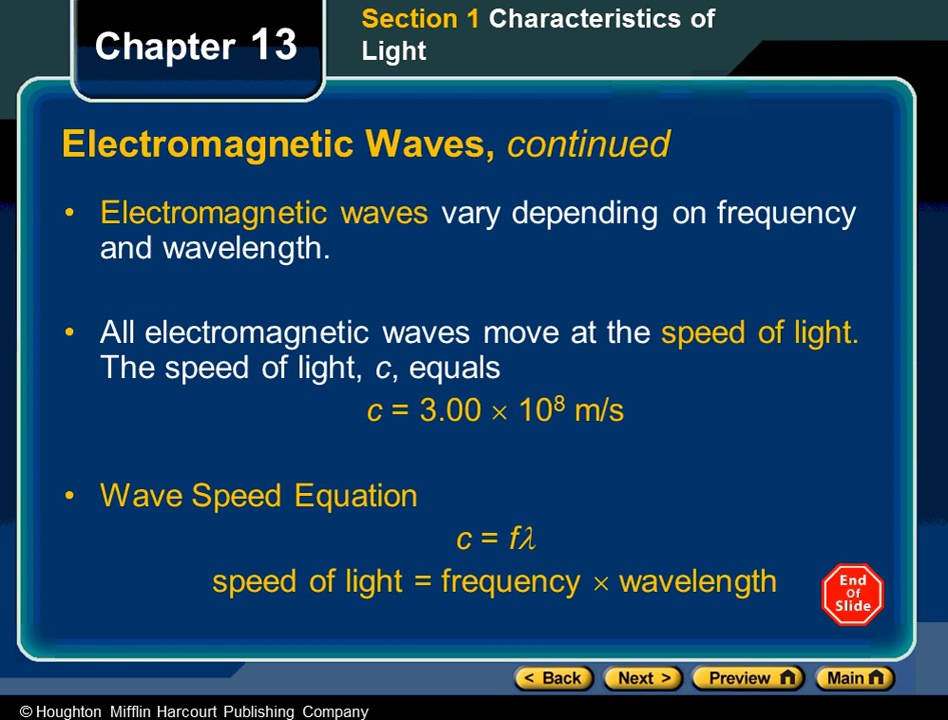 Chapter 13
Section 1 Characteristics of
Light
Electromagnetic Waves, continued
• Electromagnetic waves vary depending on frequency
and wavelength.
• All electromagnetic waves move at the speed of light.
The speed of light, c, equals
c = 3.00 × 10⁸ m/s
• Wave Speed Equation
c = fλ
speed of light = frequency × wavelength
End
Of
Slide
< Back
Next >
Preview
Main
© Houghton Mifflin Harcourt Publishing Company